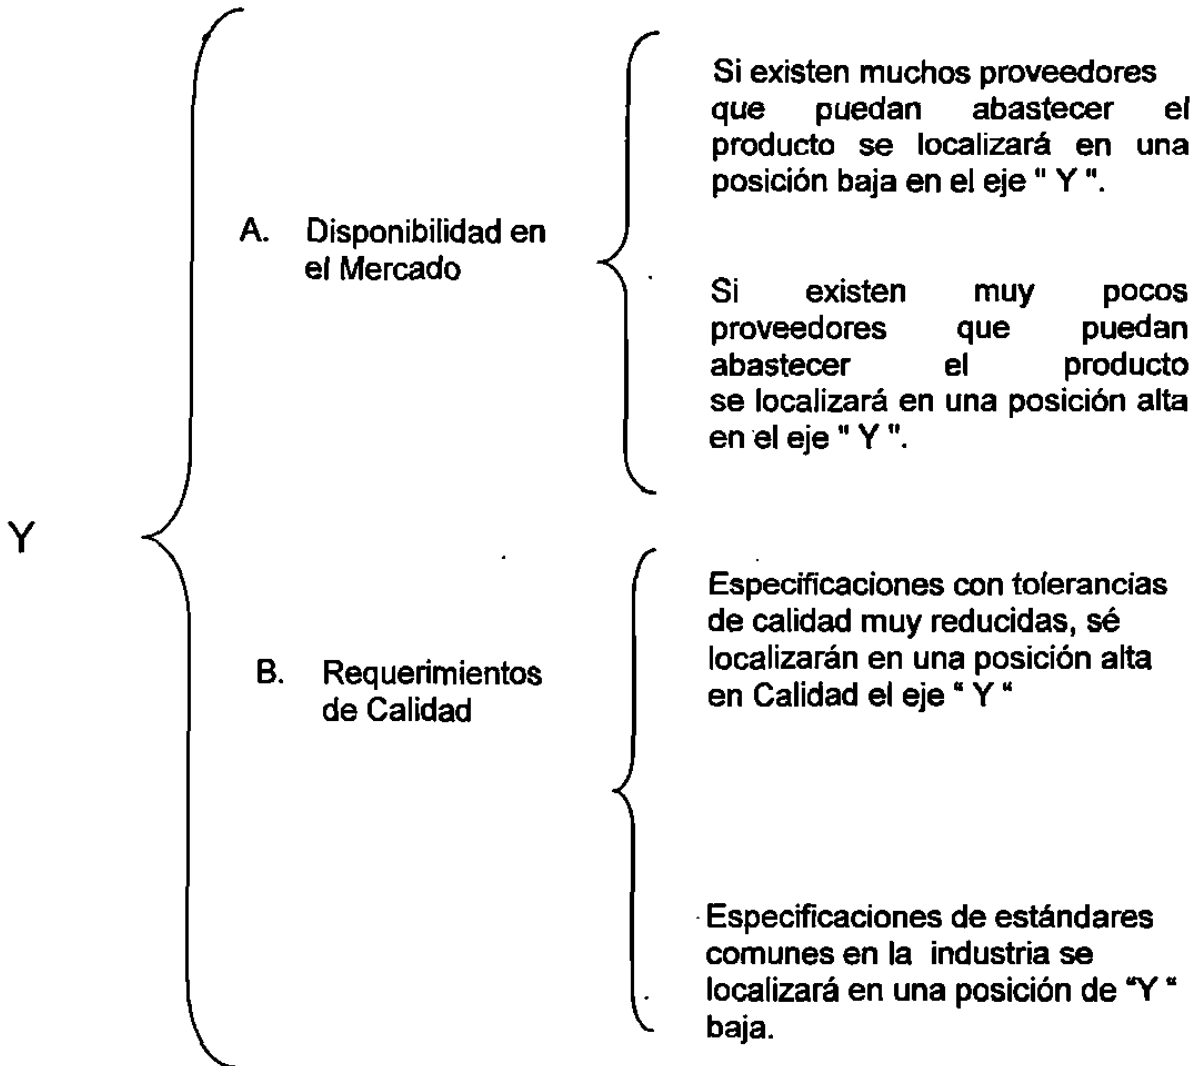 Y
A. Disponibilidad en
el Mercado
Si existen muchos proveedores
que puedan abastecer el
producto se localizará en una
posición baja en el eje " Y ".
Si existen muy pocos
proveedores que puedan
abastecer el producto
se localizará en una posición alta
en el eje " Y ".
B. Requerimientos
de Calidad
Especificaciones con tolerancias
de calidad muy reducidas, sé
localizarán en una posición alta
en Calidad el eje “ Y “
Especificaciones de estándares
comunes en la industria se
localizará en una posición de “Y “
baja.